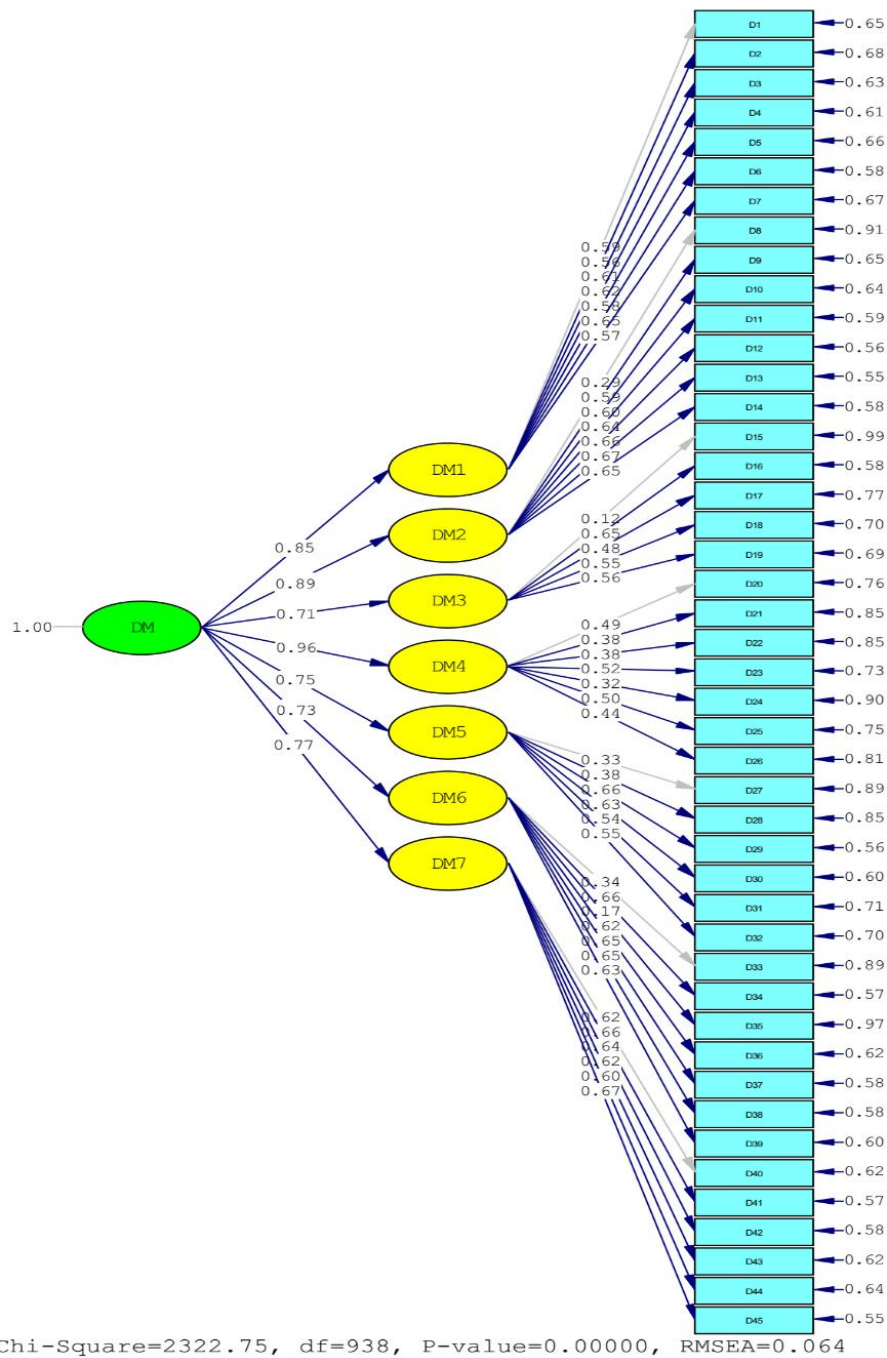 D1 0.65
D2 0.68
D3 0.63
D4 0.61
D5 0.66
D6 0.58
D7 0.67
D8 0.91
D9 0.65
D10 0.64
D11 0.59
D12 0.56
D13 0.55
D14 0.58
D15 0.99
D16 0.58
D17 0.77
D18 0.70
D19 0.69
D20 0.76
D21 0.85
D22 0.85
D23 0.73
D24 0.90
D25 0.75
D26 0.81
D27 0.89
D28 0.85
D29 0.56
D30 0.60
D31 0.71
D32 0.70
D33 0.89
D34 0.57
D35 0.97
D36 0.62
D37 0.58
D38 0.58
D39 0.60
D40 0.62
D41 0.57
D42 0.58
D43 0.62
D44 0.64
D45 0.55
0.59
0.56
0.61
0.62
0.58
0.65
0.57
0.29
0.59
0.60
0.64
0.66
0.67
0.65
0.12
0.65
0.48
0.55
0.56
0.49
0.38
0.38
0.52
0.32
0.50
0.44
0.33
0.38
0.66
0.63
0.54
0.55
0.34
0.66
0.17
0.62
0.65
0.65
0.63
0.62
0.66
0.64
0.62
0.60
0.67
DM1
DM2
DM3
DM4
DM5
DM6
DM7
0.85
0.89
0.71
0.96
0.75
0.73
0.77
1.00 DM
Chi-Square=2322.75, df=938, P-value=0.00000, RMSEA=0.064